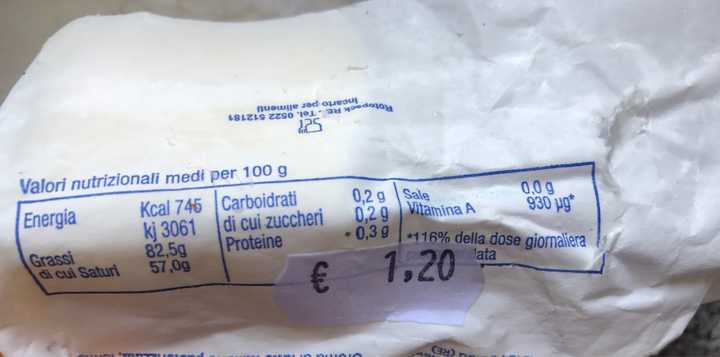 Rotopack RE - Tel. 0522 512181
Incarto per alimenti
Valori nutrizionali medi per 100 g
Energia Kcal 745
kj 3061
Grassi 82,5g
di cui Saturi 57,0g
Carboidrati 0,2 g
di cui zuccheri 0,2 g
Proteine 0,3 g
Sale 0,0 g
Vitamina A 930 µg*
*116% della dose giornaliera
€ 1,20
(RE)